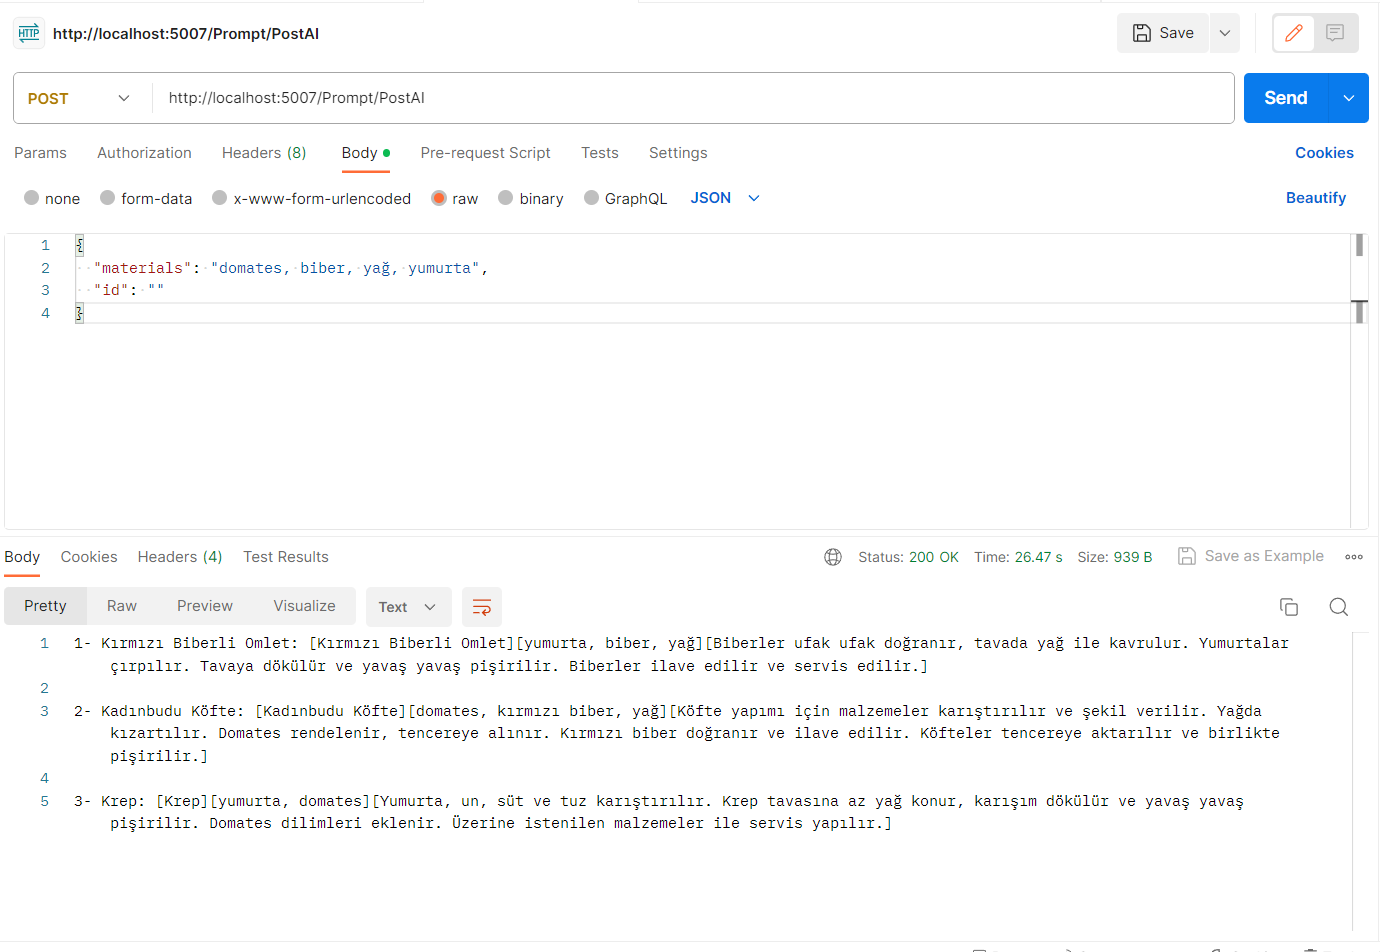 HTTP http://localhost:5007/Prompt/PostAI Save
POST http://localhost:5007/Prompt/PostAI Send
Params Authorization Headers (8) Body Pre-request Script Tests Settings Cookies
none form-data x-www-form-urlencoded raw binary GraphQL JSON Beautify
1 {
2 "materials": "domates, biber, yağ, yumurta",
3 "id": ""
4 }
Body Cookies Headers (4) Test Results Status: 200 OK Time: 26.47 s Size: 939 B Save as Example
Pretty Raw Preview Visualize Text
1 1- Kırmızı Biberli Omlet: [Kırmızı Biberli Omlet][yumurta, biber, yağ][Biberler ufak ufak doğranır, tavada yağ ile kavrulur. Yumurtalar
çırpılır. Tavaya dökülür ve yavaş yavaş pişirilir. Biberler ilave edilir ve servis edilir.]
2
3 2- Kadınbudu Köfte: [Kadınbudu Köfte][domates, kırmızı biber, yağ][Köfte yapımı için malzemeler karıştırılır ve şekil verilir. Yağda
kızartılır. Domates rendelenir, tencereye alınır. Kırmızı biber doğranır ve ilave edilir. Köfteler tencereye aktarılır ve birlikte
pişirilir.]
4
5 3- Krep: [Krep][yumurta, domates][Yumurta, un, süt ve tuz karıştırılır. Krep tavasına az yağ konur, karışım dökülür ve yavaş yavaş
pişirilir. Domates dilimleri eklenir. Üzerine istenilen malzemeler ile servis yapılır.]